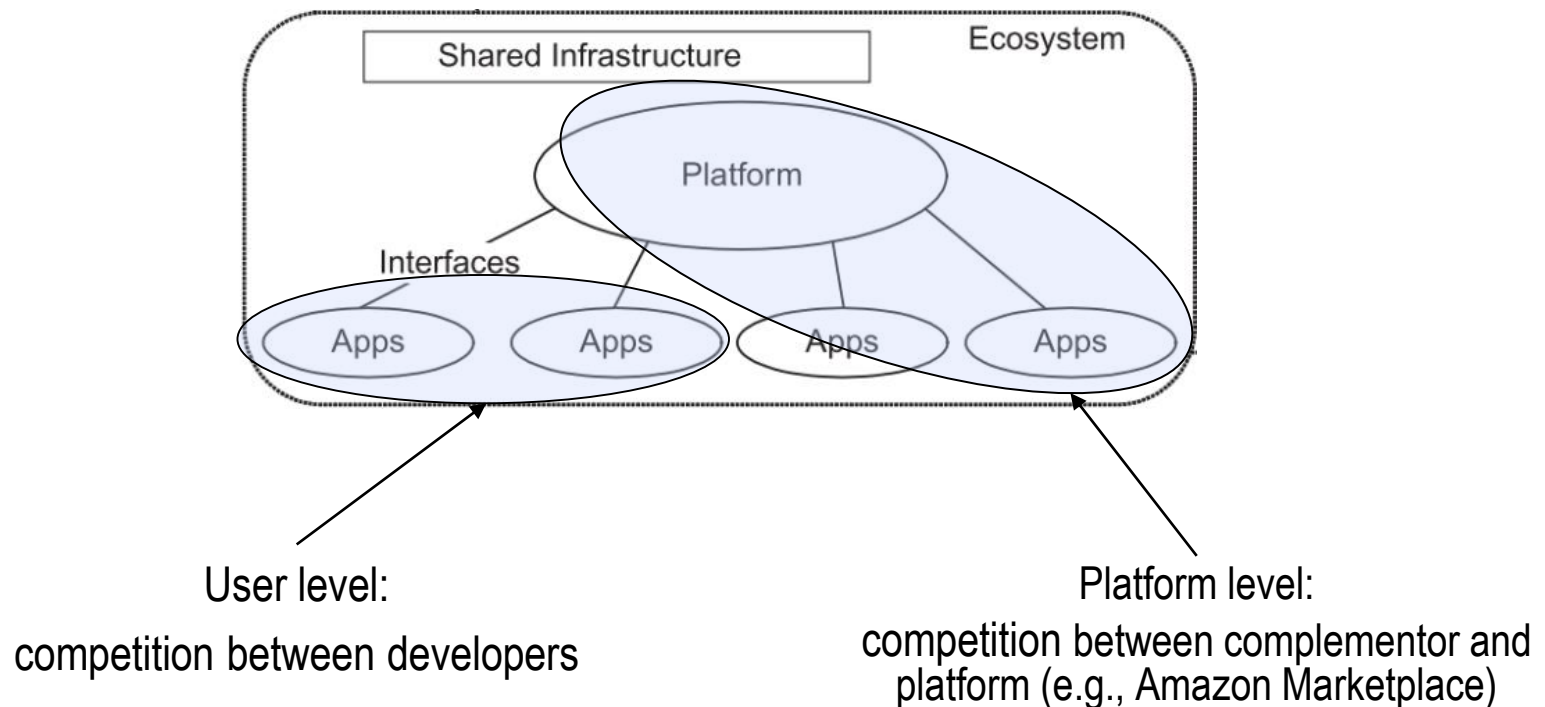 Shared Infrastructure
Ecosystem
Platform
Interfaces
Apps
Apps
Apps
Apps
User level:
competition between developers
Platform level:
competition between complementor and
platform (e.g., Amazon Marketplace)